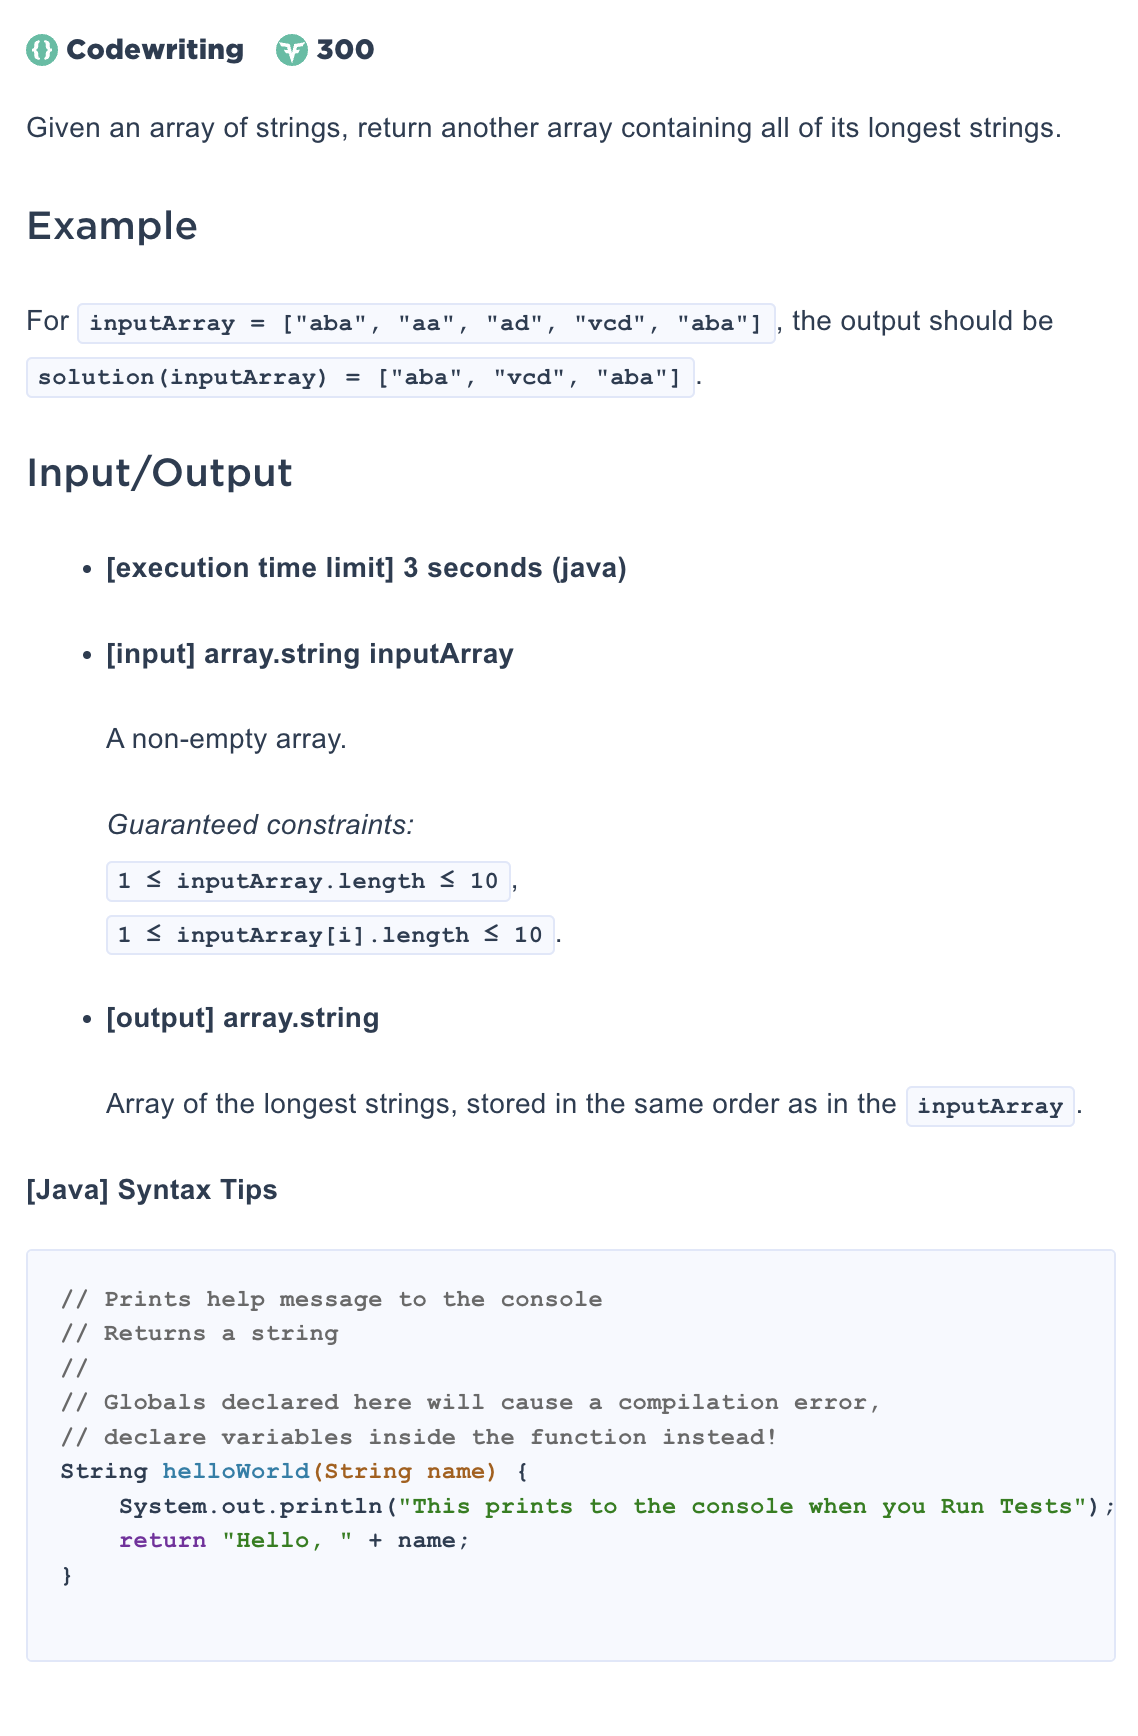 Codewriting 300
Given an array of strings, return another array containing all of its longest strings.
Example
For inputArray = ["aba", "aa", "ad", "vcd", "aba"], the output should be
solution(inputArray) = ["aba", "vcd", "aba"].
Input/Output
• [execution time limit] 3 seconds (java)
• [input] array.string inputArray
A non-empty array.
Guaranteed constraints:
1 ≤ inputArray.length ≤ 10,
1 ≤ inputArray[i].length ≤ 10.
• [output] array.string
Array of the longest strings, stored in the same order as in the inputArray.
[Java] Syntax Tips
// Prints help message to the console
// Returns a string
//
// Globals declared here will cause a compilation error,
// declare variables inside the function instead!
String helloWorld(String name) {
    System.out.println("This prints to the console when you Run Tests");
    return "Hello, " + name;
}